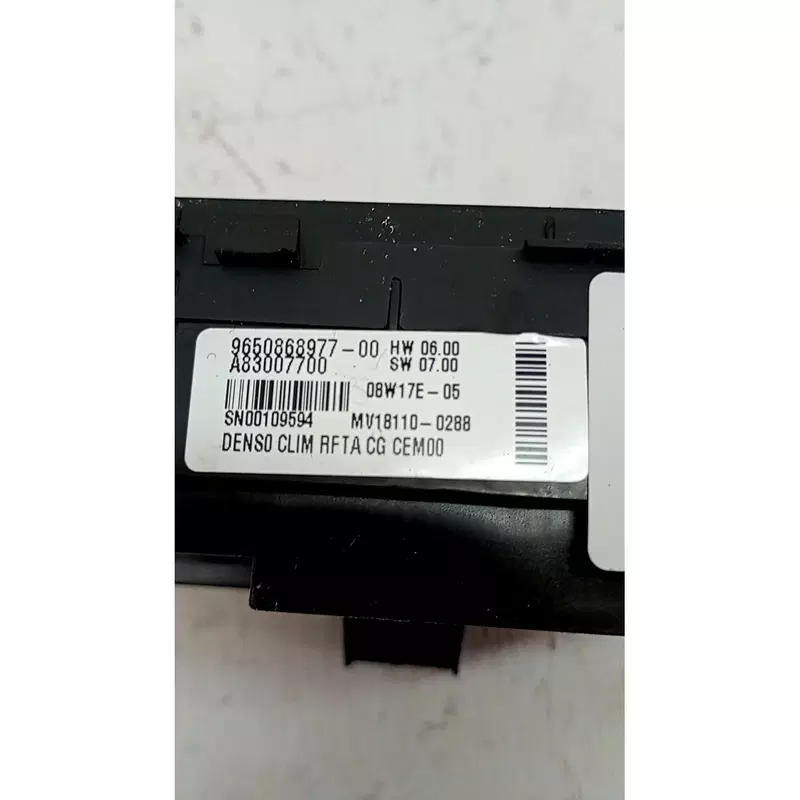 9650868977-00 HW 06.00
A83007700 SW 07.00
08W17E-05
SN00109594 MV18110-0288
DENSO CLIM RFTA CG CEM00